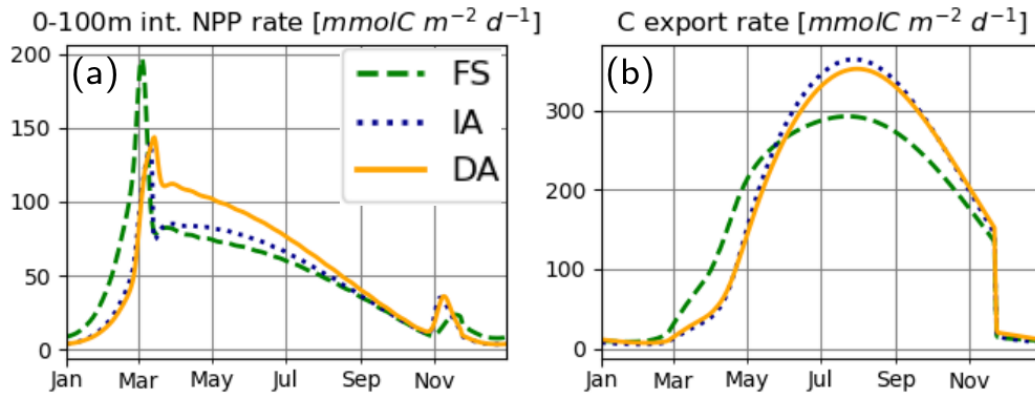 0-100m int. NPP rate [mmolC m⁻² d⁻¹]
(a)
FS
IA
DA
200
150
100
50
0
Jan Mar May Jul Sep Nov
C export rate [mmolC m⁻² d⁻¹]
(b)
300
200
100
0
Jan Mar May Jul Sep Nov